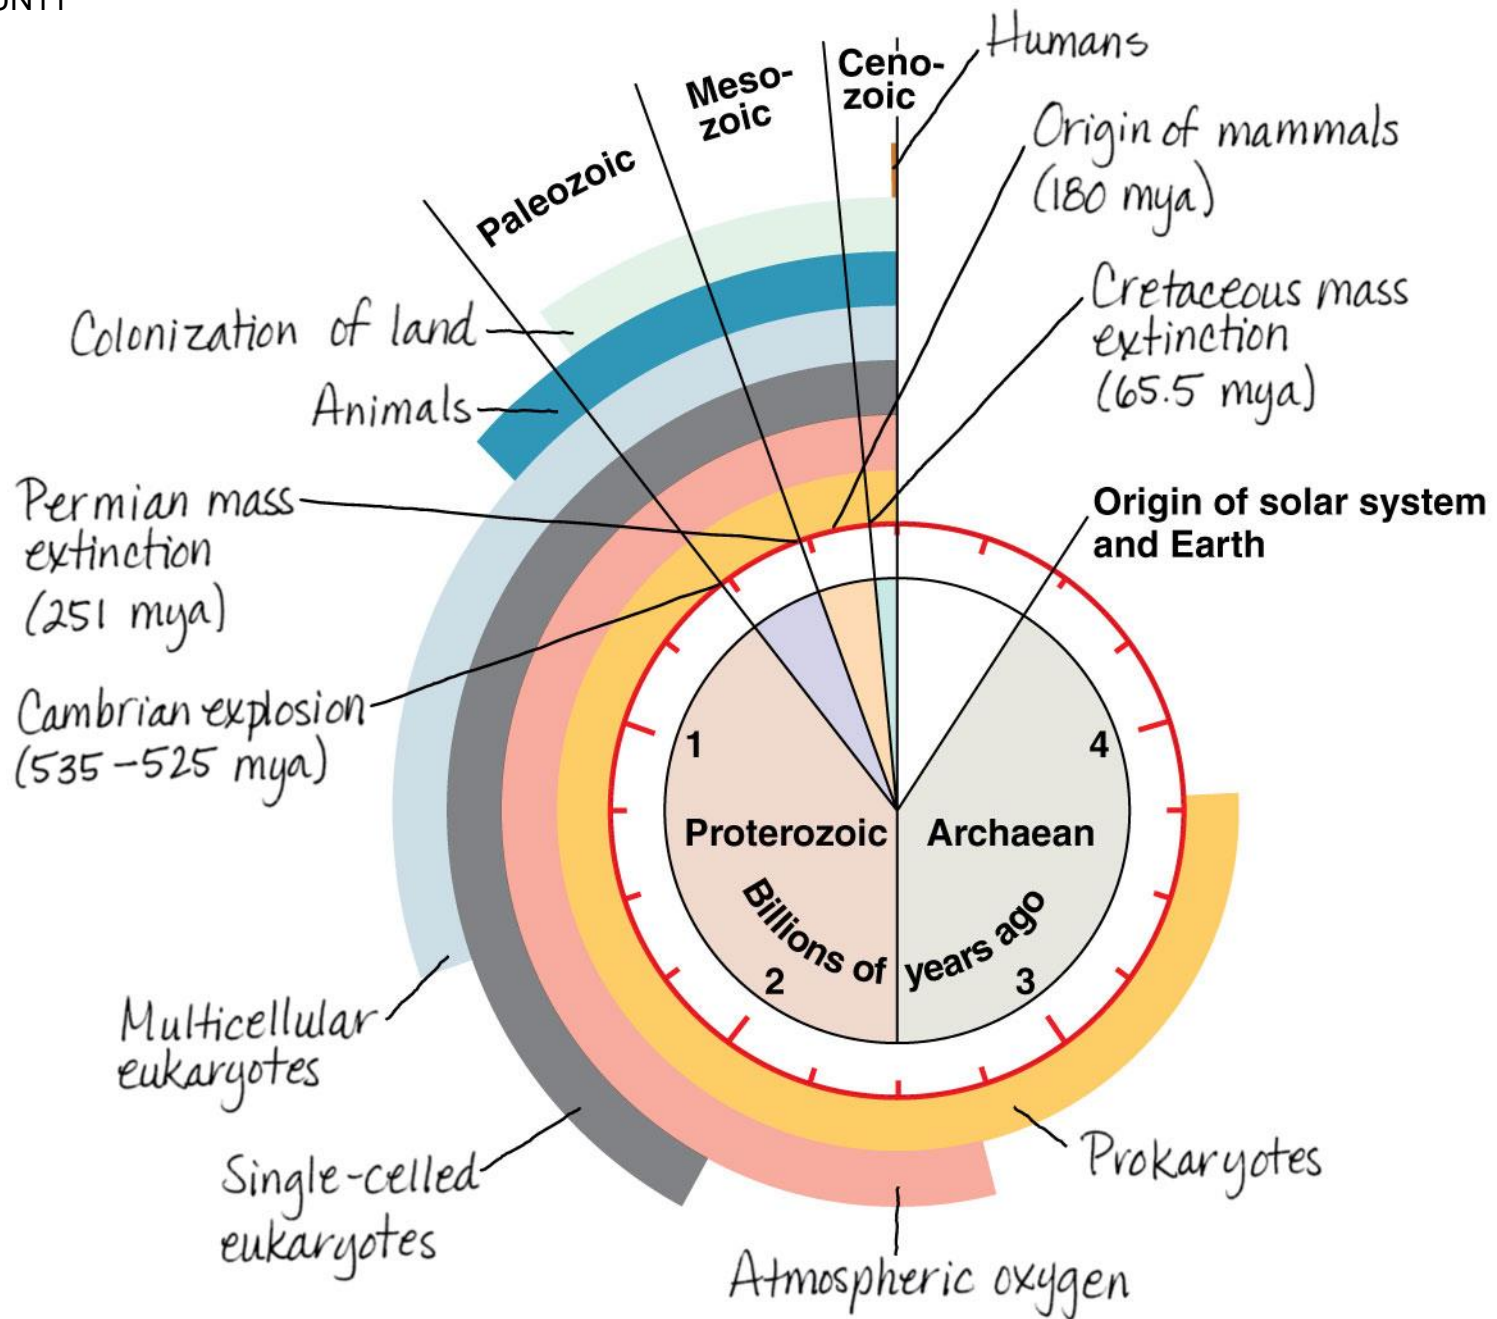 Ceno-
zoic
Meso-
zoic
Paleozoic
Humans
Origin of mammals
(180 mya)
Cretaceous mass
extinction
(65.5 mya)
Origin of solar system
and Earth
Colonization of land
Animals
Permian mass
extinction
(251 mya)
Cambrian explosion
(535–525 mya)
1
4
Proterozoic
Archaean
Billions of years ago
2
3
Multicellular
eukaryotes
Single-celled
eukaryotes
Prokaryotes
Atmospheric oxygen